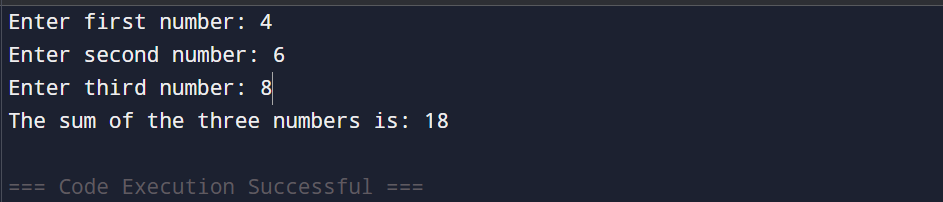 Enter first number: 4
Enter second number: 6
Enter third number: 8
The sum of the three numbers is: 18
=== Code Execution Successful ===